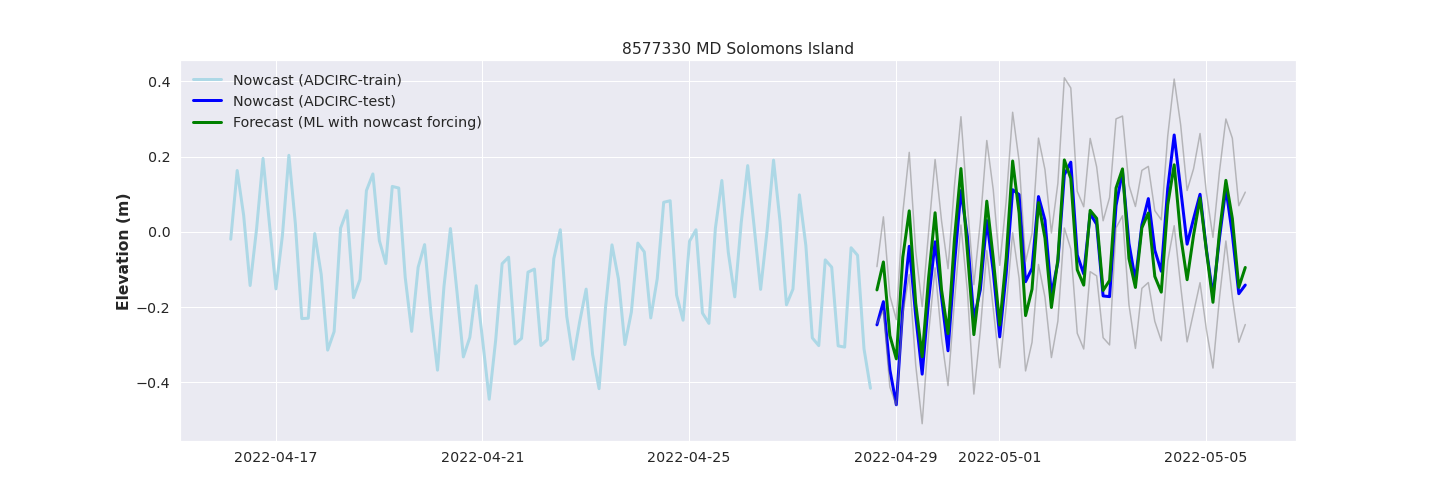 8577330 MD Solomons Island
Nowcast (ADCIRC-train)
Nowcast (ADCIRC-test)
Forecast (ML with nowcast forcing)
Elevation (m)
0.4
0.2
0.0
−0.2
−0.4
2022-04-17
2022-04-21
2022-04-25
2022-04-29
2022-05-01
2022-05-05